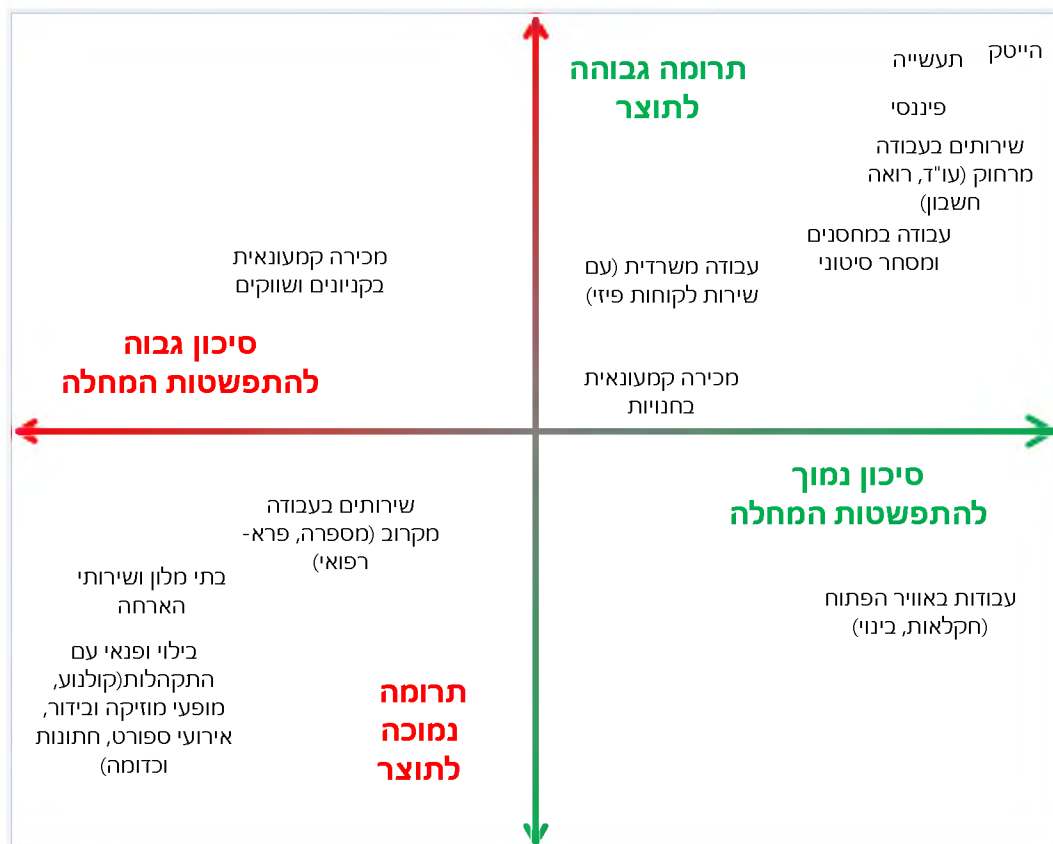 תרומה גבוהה
לתוצר
הייטק
תעשייה
פיננסי
שירותים בעבודה
מרחוק (עו"ד, רואה
חשבון)
עבודה במחסנים
ומסחר סיטוני
עבודה משרדית (עם
שירות לקוחות פיזי)
מכירה קמעונאית
בחנויות
מכירה קמעונאית
בקניונים ושווקים
סיכון גבוה
להתפשטות המחלה
סיכון נמוך
להתפשטות המחלה
עבודות באוויר הפתוח
(חקלאות, בינוי)
שירותים בעבודה
מקרוב (מספרה, פרא-
רפואי)
בתי מלון ושירותי
הארחה
בילוי ופנאי עם
התקהלות(קולנוע,
מופעי מוזיקה ובידור,
אירועי ספורט, חתונות
וכדומה)
תרומה
נמוכה
לתוצר